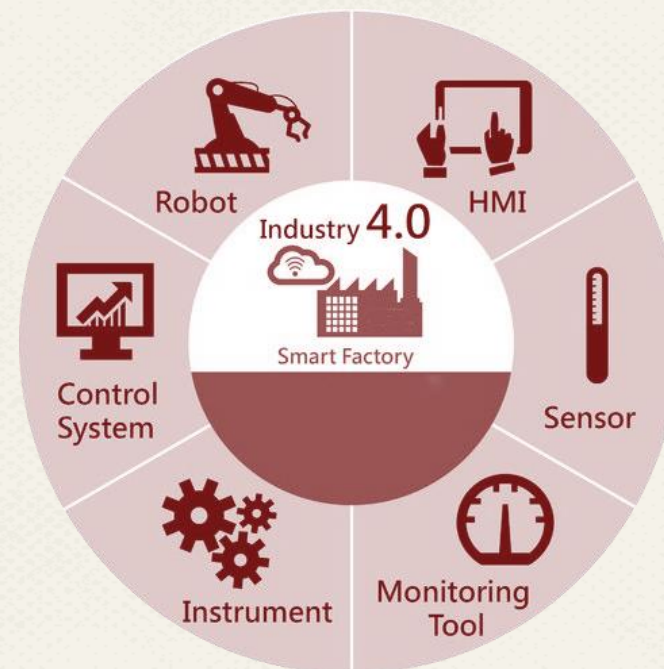 Robot
HMI
Industry 4.0
Smart Factory
Control
System
Sensor
Instrument
Monitoring
Tool